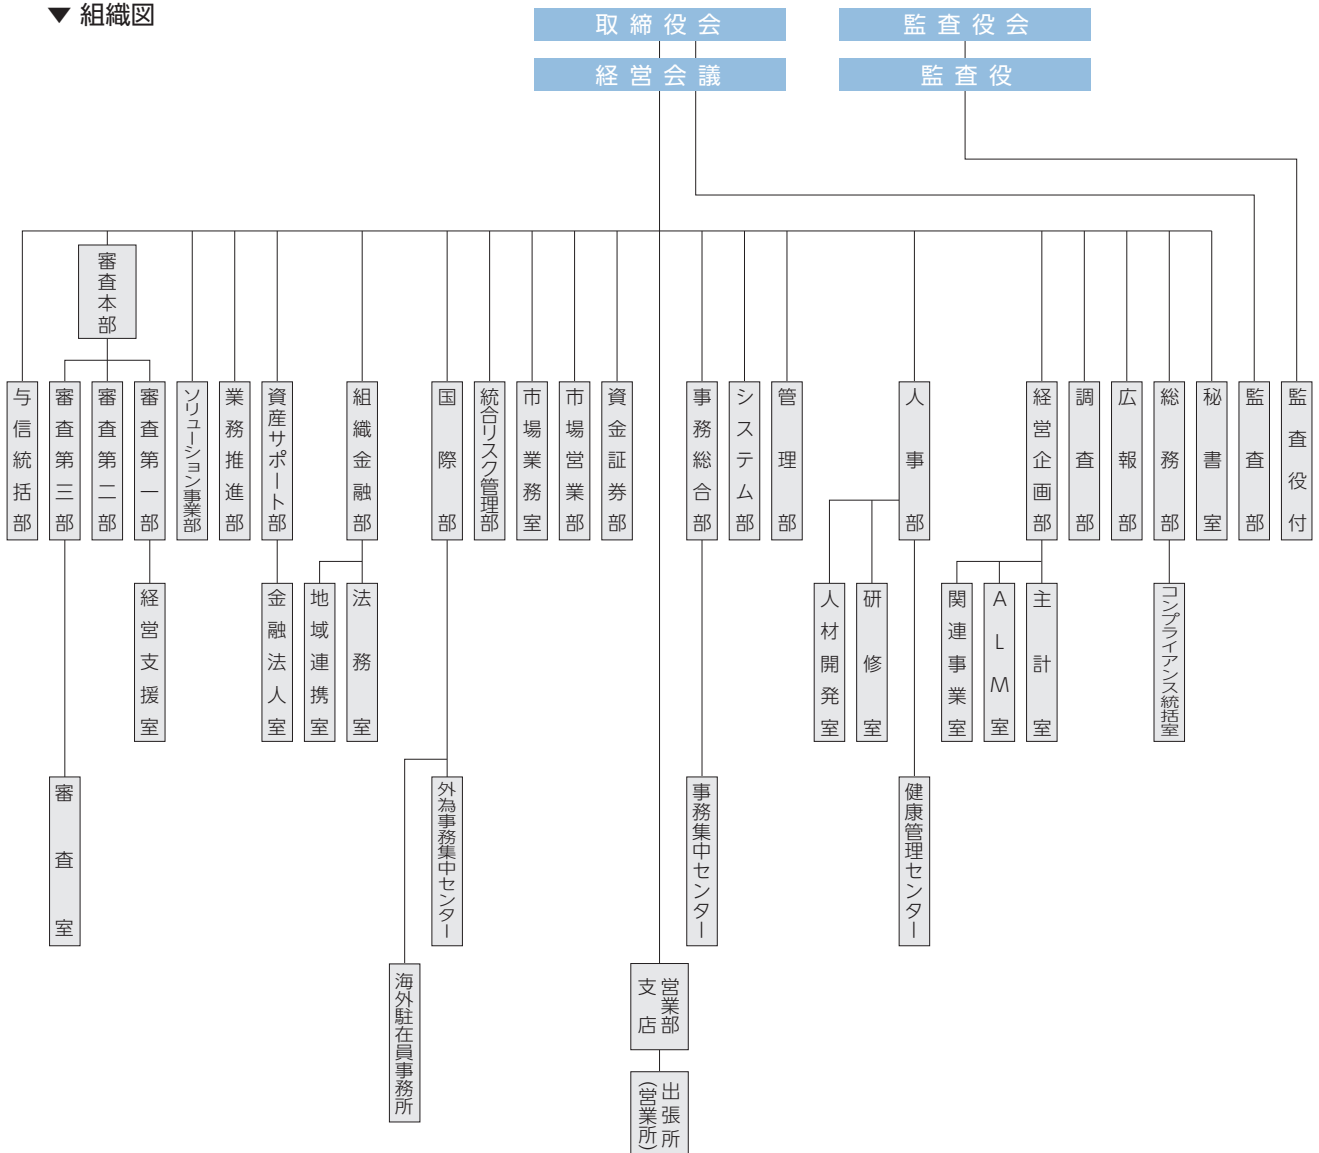 ▼ 組織図
取締役会
監査役会
経営会議
監査役
審査本部
与信統括部
審査第三部
審査第二部
審査第一部
ソリューション事業部
業務推進部
資産サポート部
組織金融部
国際部
統合リスク管理部
市場業務室
市場営業部
資金証券部
事務総合部
システム部
管理部
人事部
経営企画部
調査部
広報部
総務部
秘書室
監査部
監査役付
経営支援室
金融法人室
地域連携室
法務室
人材開発室
研修室
関連事業室
ALM室
主計室
コンプライアンス統括室
審査室
外為事務集中センター
事務集中センター
健康管理センター
海外駐在員事務所
営業部
支店
出張所
(営業所)